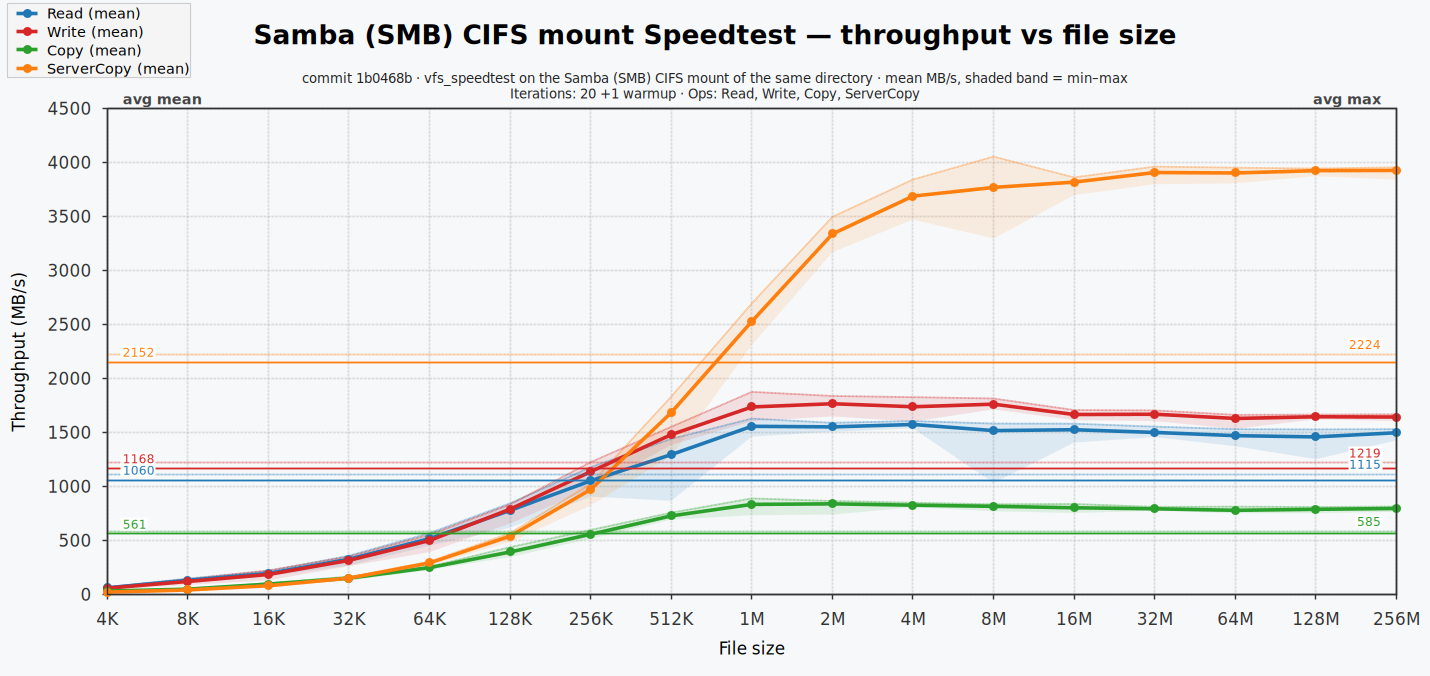 Read (mean)
Write (mean)
Copy (mean)
ServerCopy (mean)
Samba (SMB) CIFS mount Speedtest — throughput vs file size
commit 1b0468b · vfs_speedtest on the Samba (SMB) CIFS mount of the same directory · mean MB/s, shaded band = min–max
Iterations: 20 +1 warmup · Ops: Read, Write, Copy, ServerCopy
avg mean
avg max
4500
4000
3500
3000
2500
2000
1500
1000
500
0
Throughput (MB/s)
2152
2224
1168
1060
1219
1115
561
585
4K 8K 16K 32K 64K 128K 256K 512K 1M 2M 4M 8M 16M 32M 64M 128M 256M
File size